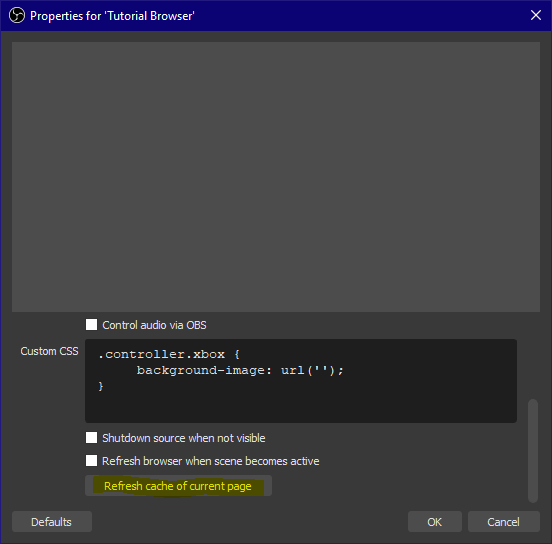 Properties for 'Tutorial Browser'
Control audio via OBS
Custom CSS
.controller.xbox {
background-image: url('');
}
Shutdown source when not visible
Refresh browser when scene becomes active
Refresh cache of current page
Defaults
OK
Cancel